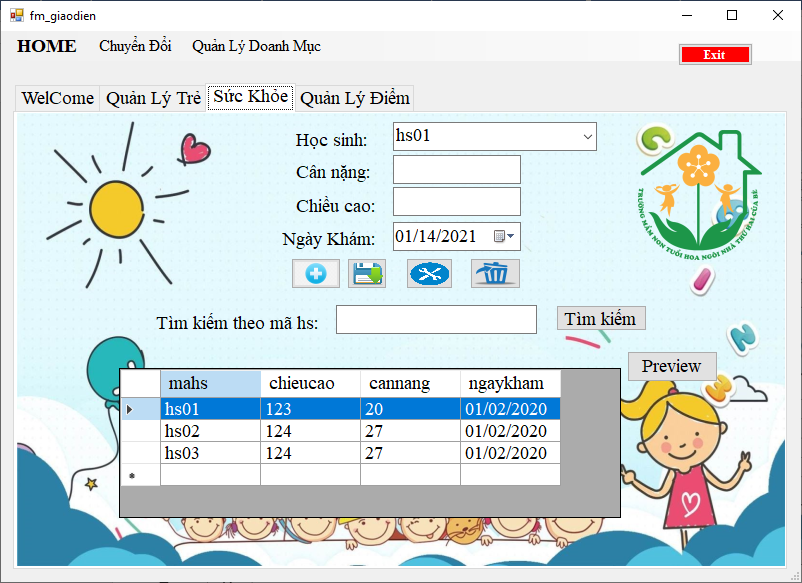 fm_giaodien
HOME Chuyển Đổi Quản Lý Doanh Mục
Exit
WelCome Quản Lý Trẻ Sức Khỏe Quản Lý Điểm
Học sinh: hs01
Cân nặng:
Chiều cao:
Ngày Khám: 01/14/2021
TRƯỜNG MẦM NON TUỔI HOA NGÔI NHÀ THỨ HAI CỦA BÉ
Tìm kiếm theo mã hs: Tìm kiếm
Preview
mahs chieucao cannang ngaykham
hs01 123 20 01/02/2020
hs02 124 27 01/02/2020
hs03 124 27 01/02/2020